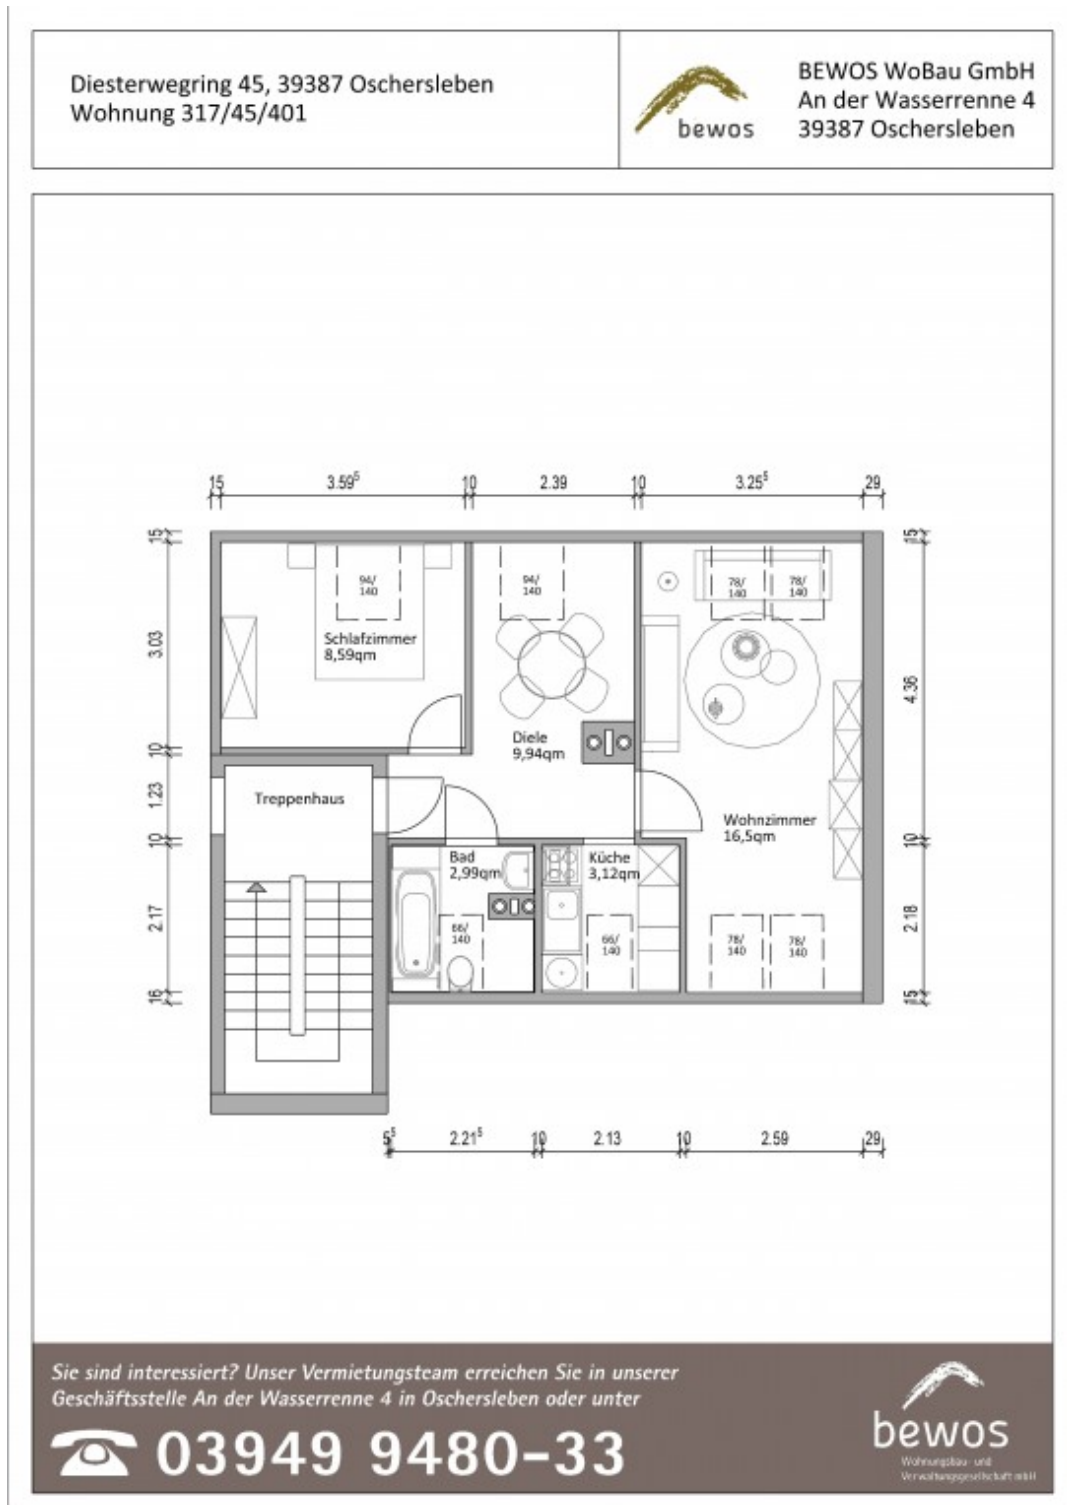 Diesterwegring 45, 39387 Oschersleben
Wohnung 317/45/401
bewos
BEWOS WoBau GmbH
An der Wasserrenne 4
39387 Oschersleben
15 3.59⁵ 10 2.39 10 3.25⁵ 29
15
3.03
10
1.23
10
2.17
16
15
4.36
10
2.18
15
94/
140
94/
140
78/
140
78/
140
Schlafzimmer
8,59qm
Diele
9,94qm
Treppenhaus
Wohnzimmer
16,5qm
Bad
2,99qm
Küche
3,12qm
66/
140
66/
140
78/
140
78/
140
5⁵ 2.21⁵ 10 2.13 10 2.59 29
Sie sind interessiert? Unser Vermietungsteam erreichen Sie in unserer
Geschäftsstelle An der Wasserrenne 4 in Oschersleben oder unter
03949 9480-33
bewos
Wohnungsbau- und
Verwaltungsgesellschaft mbH